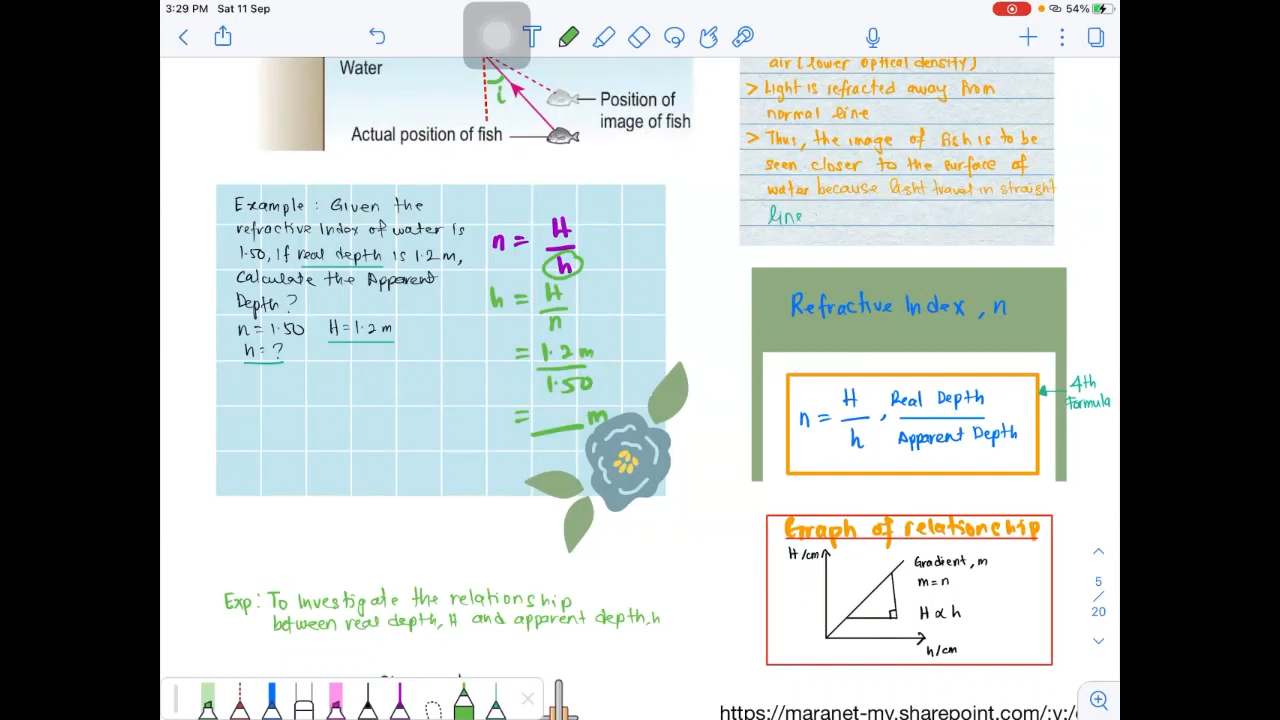 3:29 PM Sat 11 Sep
54%
T
Water
i
Position of
image of fish
Actual position of fish
air (lower optical density)
> Light is refracted away from
normal line
> Thus, the image of fish is to be
seen closer to the surface of
water because light travel in straight
line
Example: Given the
refractive Index of water is
1.50, if real depth is 1.2 m,
Calculate the Apparent
Depth?
n = 1.50 H = 1.2 m
h = ?
n = H
h
h = H
n
= 1.2 m
1.50
= ___ m
Refractive Index, n
n = H , Real Depth
h Apparent Depth
4th
Formula
Graph of relationship
H/cm
Gradient, m
m = n
H ∝ h
h/cm
5
/
20
Exp: To Investigate the relationship
between real depth, H and apparent depth, h
https://maranet-my.sharepoint.com/:v:/